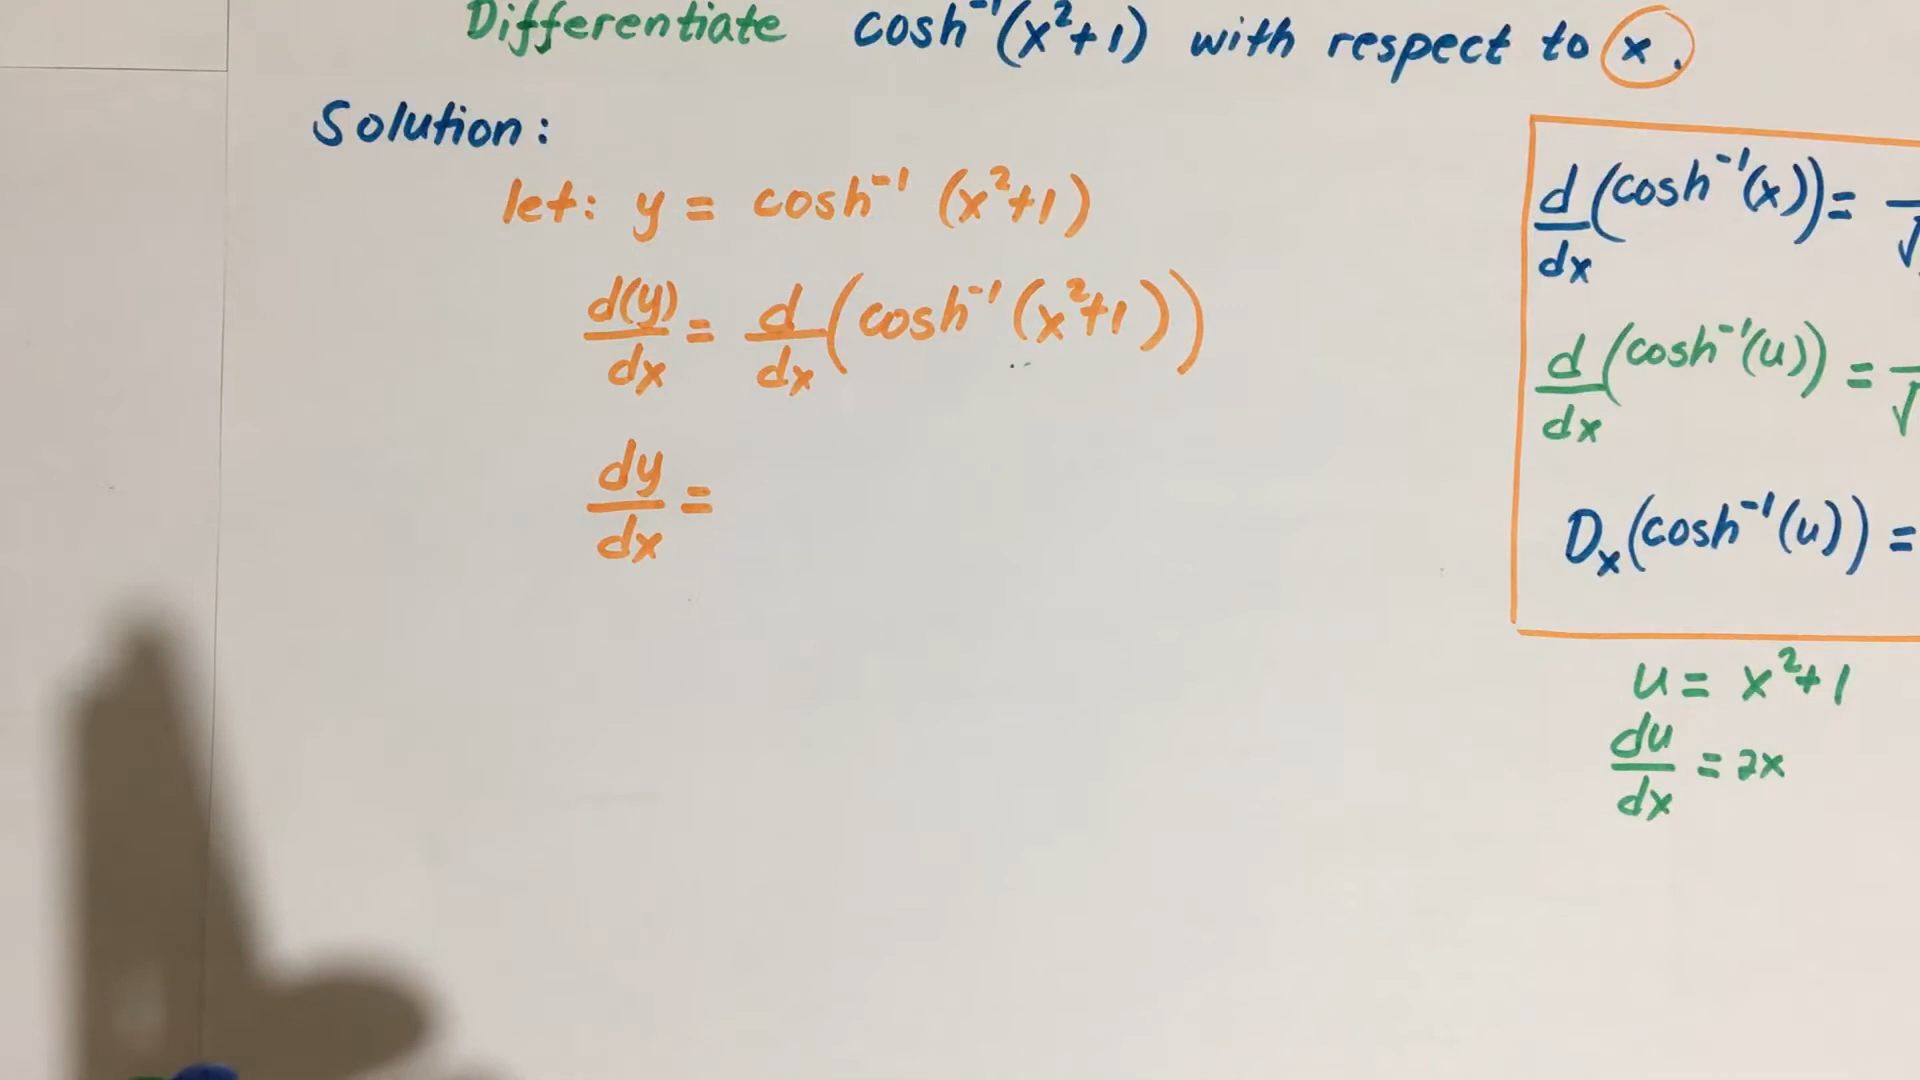 Differentiate cosh⁻¹(x²+1) with respect to x.
Solution:
let: y = cosh⁻¹ (x²+1)
d(y)/dx = d/dx (cosh⁻¹ (x²+1))
dy/dx =
d/dx (cosh⁻¹(x)) =
d/dx (cosh⁻¹(u)) =
Dₓ(cosh⁻¹(u)) =
u = x²+1
du/dx = 2x